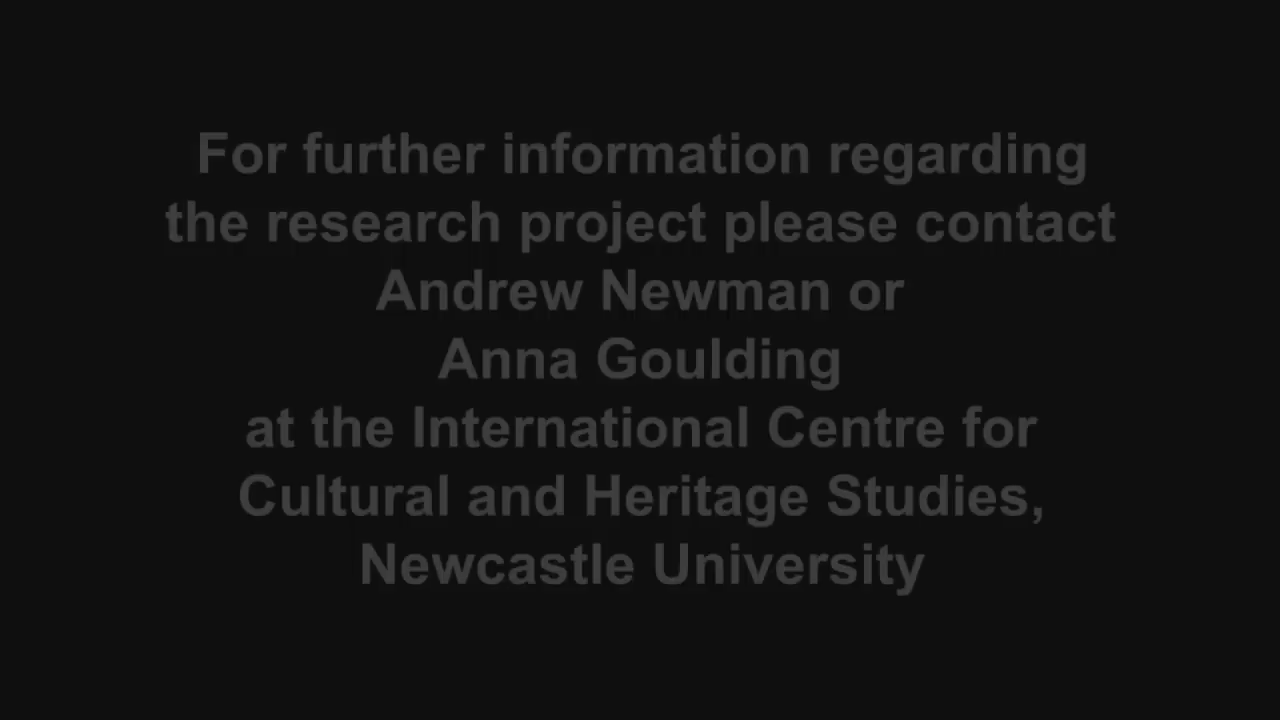 For further information regarding
the research project please contact
Andrew Newman or
Anna Goulding
at the International Centre for
Cultural and Heritage Studies,
Newcastle University